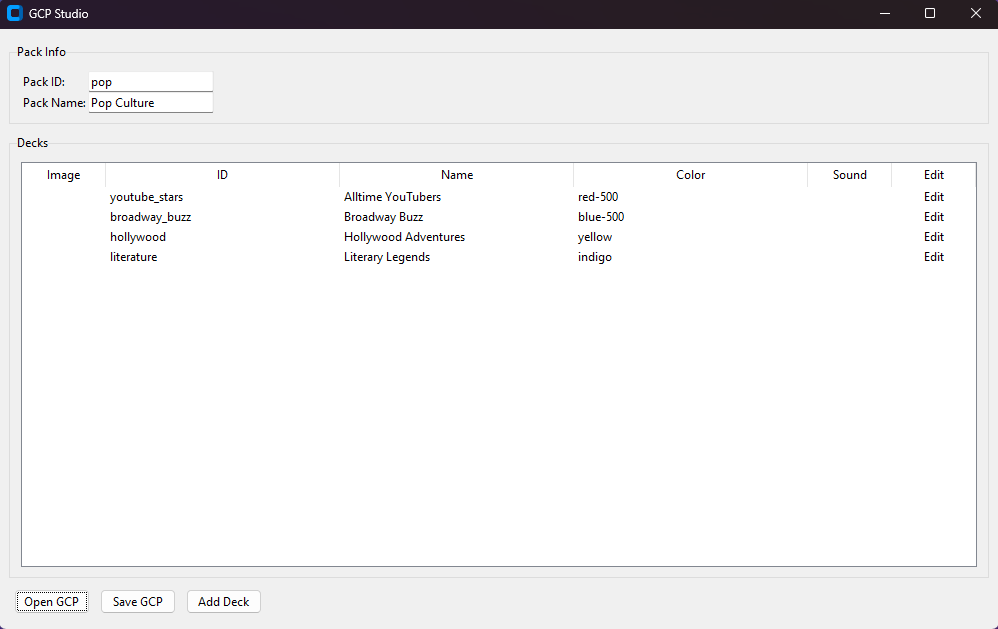 GCP Studio
Pack Info
Pack ID: pop
Pack Name: Pop Culture
Decks
Image ID Name Color Sound Edit
youtube_stars Alltime YouTubers red-500 Edit
broadway_buzz Broadway Buzz blue-500 Edit
hollywood Hollywood Adventures yellow Edit
literature Literary Legends indigo Edit
Open GCP Save GCP Add Deck